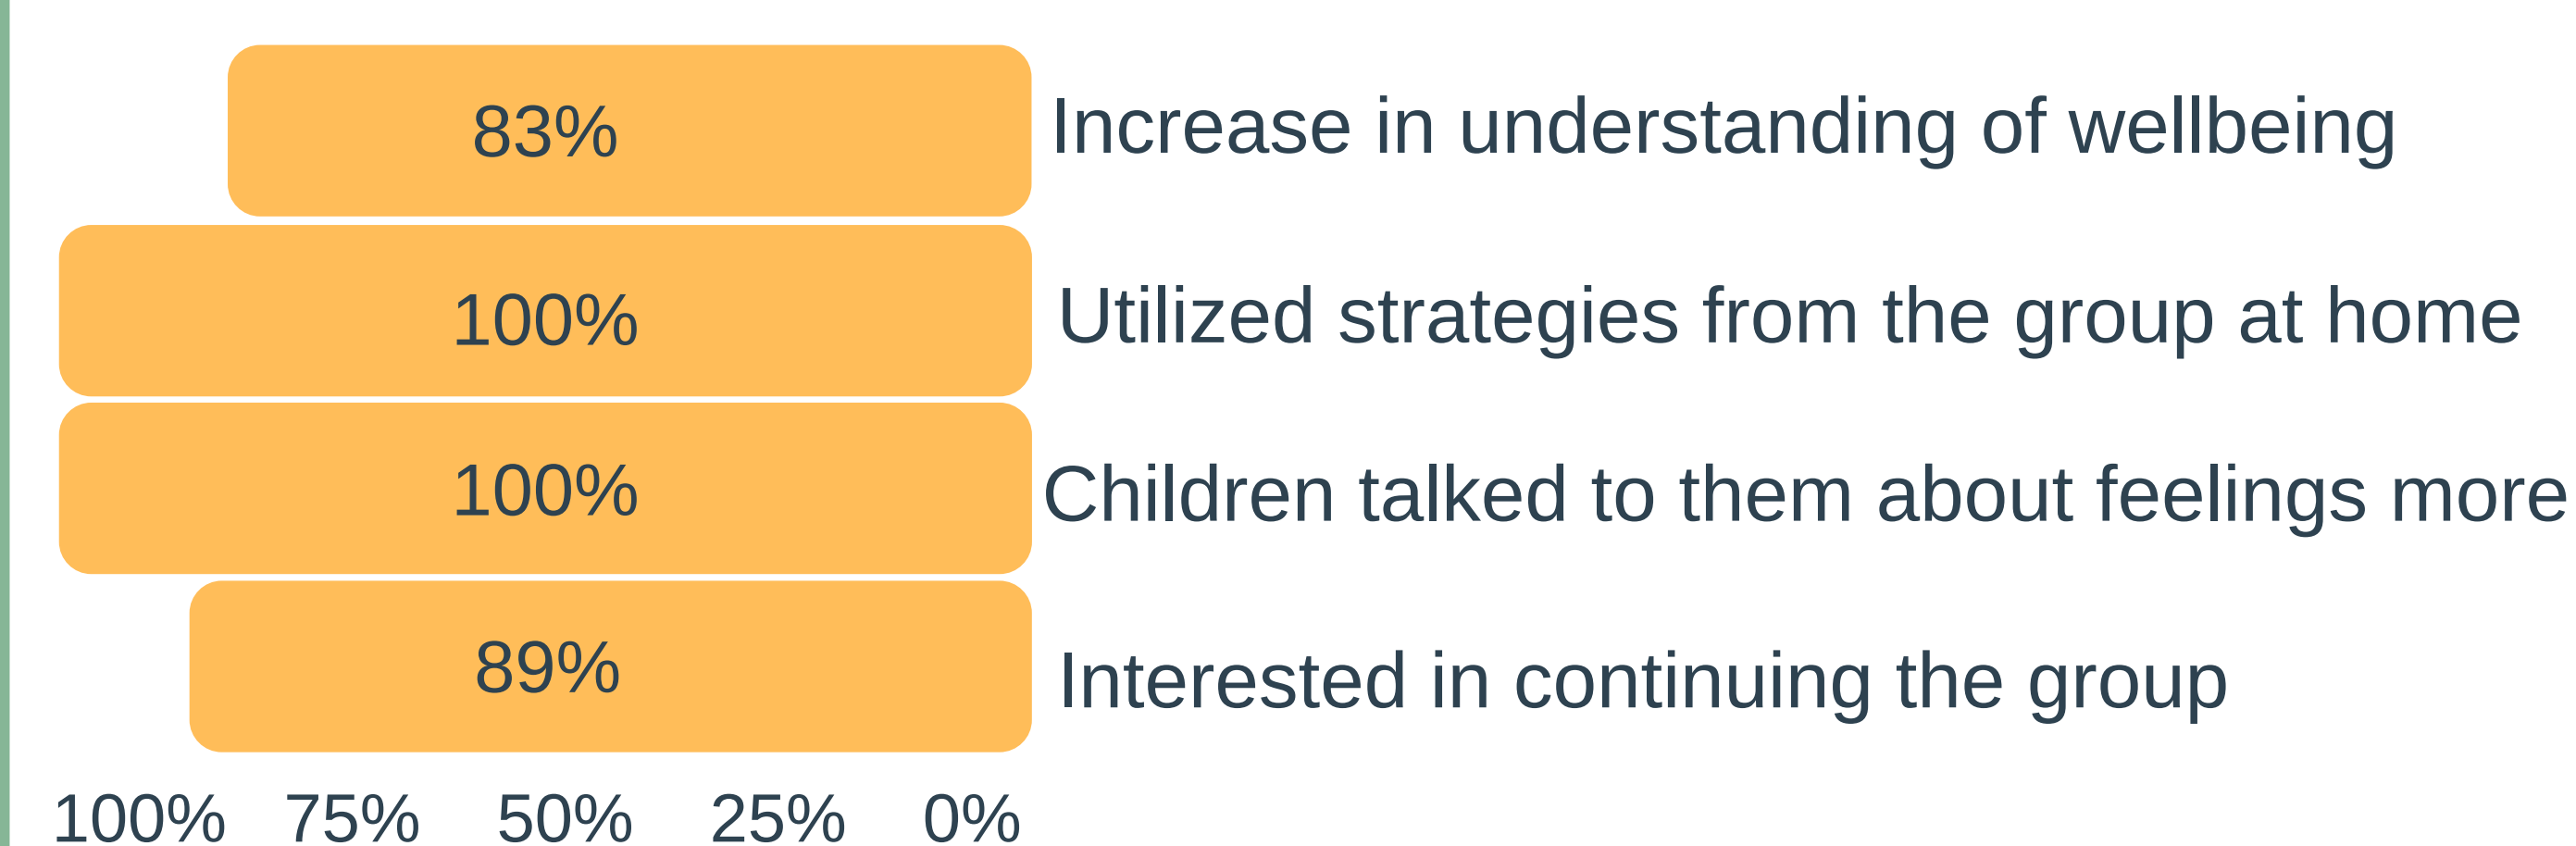 83% Increase in understanding of wellbeing
100% Utilized strategies from the group at home
100% Children talked to them about feelings more
89% Interested in continuing the group
100% 75% 50% 25% 0%